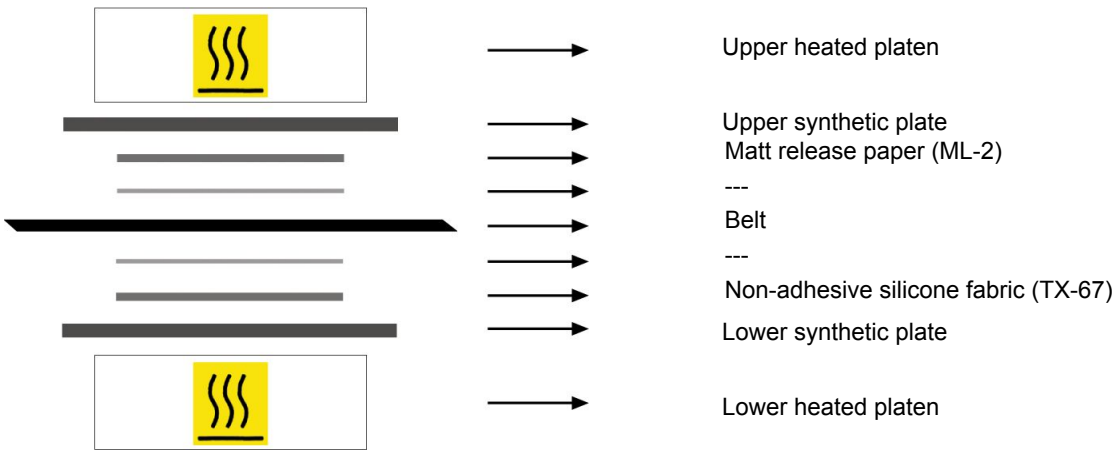 Upper heated platen
Upper synthetic plate
Matt release paper (ML-2)
---
Belt
---
Non-adhesive silicone fabric (TX-67)
Lower synthetic plate
Lower heated platen